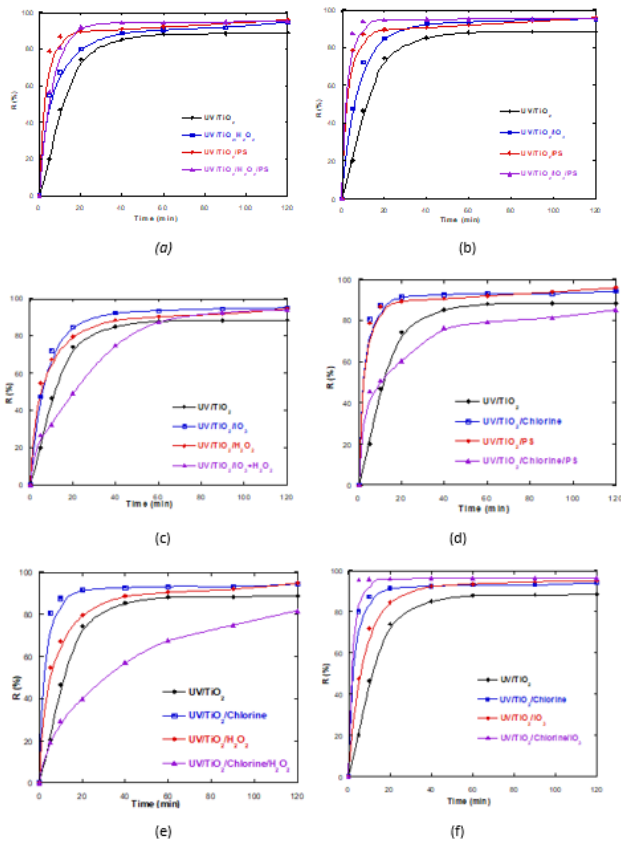 100
80
60
40
20
0
R (%)
UV/TiO2
UV/TiO2/H2O2
UV/TiO2/PS
UV/TiO2/H2O2/PS
0 20 40 60 80 100 120
Time (min)
(a)
100
80
60
40
20
0
R (%)
UV/TiO2
UV/TiO2/IO3
UV/TiO2/PS
UV/TiO2/IO3/PS
0 20 40 60 80 100 120
Time (min)
(b)
100
80
60
40
20
0
R (%)
UV/TiO2
UV/TiO2/IO3
UV/TiO2/H2O2
UV/TiO2/IO3+H2O2
0 20 40 60 80 100 120
Time (min)
(c)
100
80
60
40
20
0
R (%)
UV/TiO2
UV/TiO2/Chlorine
UV/TiO2/PS
UV/TiO2/Chlorine/PS
0 20 40 60 80 100 120
Time (min)
(d)
100
80
60
40
20
0
R (%)
UV/TiO2
UV/TiO2/Chlorine
UV/TiO2/H2O2
UV/TiO2/Chlorine/H2O2
0 20 40 60 80 100 120
Time (min)
(e)
100
80
60
40
20
0
R (%)
UV/TiO2
UV/TiO2/Chlorine
UV/TiO2/IO3
UV/TiO2/Chlorine/IO3
0 20 40 60 80 100 120
Time (min)
(f)